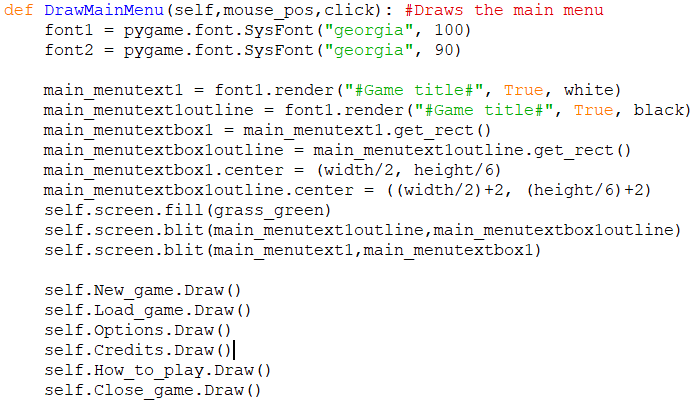 def DrawMainMenu(self,mouse_pos,click): #Draws the main menu
    font1 = pygame.font.SysFont("georgia", 100)
    font2 = pygame.font.SysFont("georgia", 90)

    main_menutext1 = font1.render("#Game title#", True, white)
    main_menutext1outline = font1.render("#Game title#", True, black)
    main_menutextbox1 = main_menutext1.get_rect()
    main_menutextbox1outline = main_menutext1outline.get_rect()
    main_menutextbox1.center = (width/2, height/6)
    main_menutextbox1outline.center = ((width/2)+2, (height/6)+2)
    self.screen.fill(grass_green)
    self.screen.blit(main_menutext1outline,main_menutextbox1outline)
    self.screen.blit(main_menutext1,main_menutextbox1)

    self.New_game.Draw()
    self.Load_game.Draw()
    self.Options.Draw()
    self.Credits.Draw()
    self.How_to_play.Draw()
    self.Close_game.Draw()